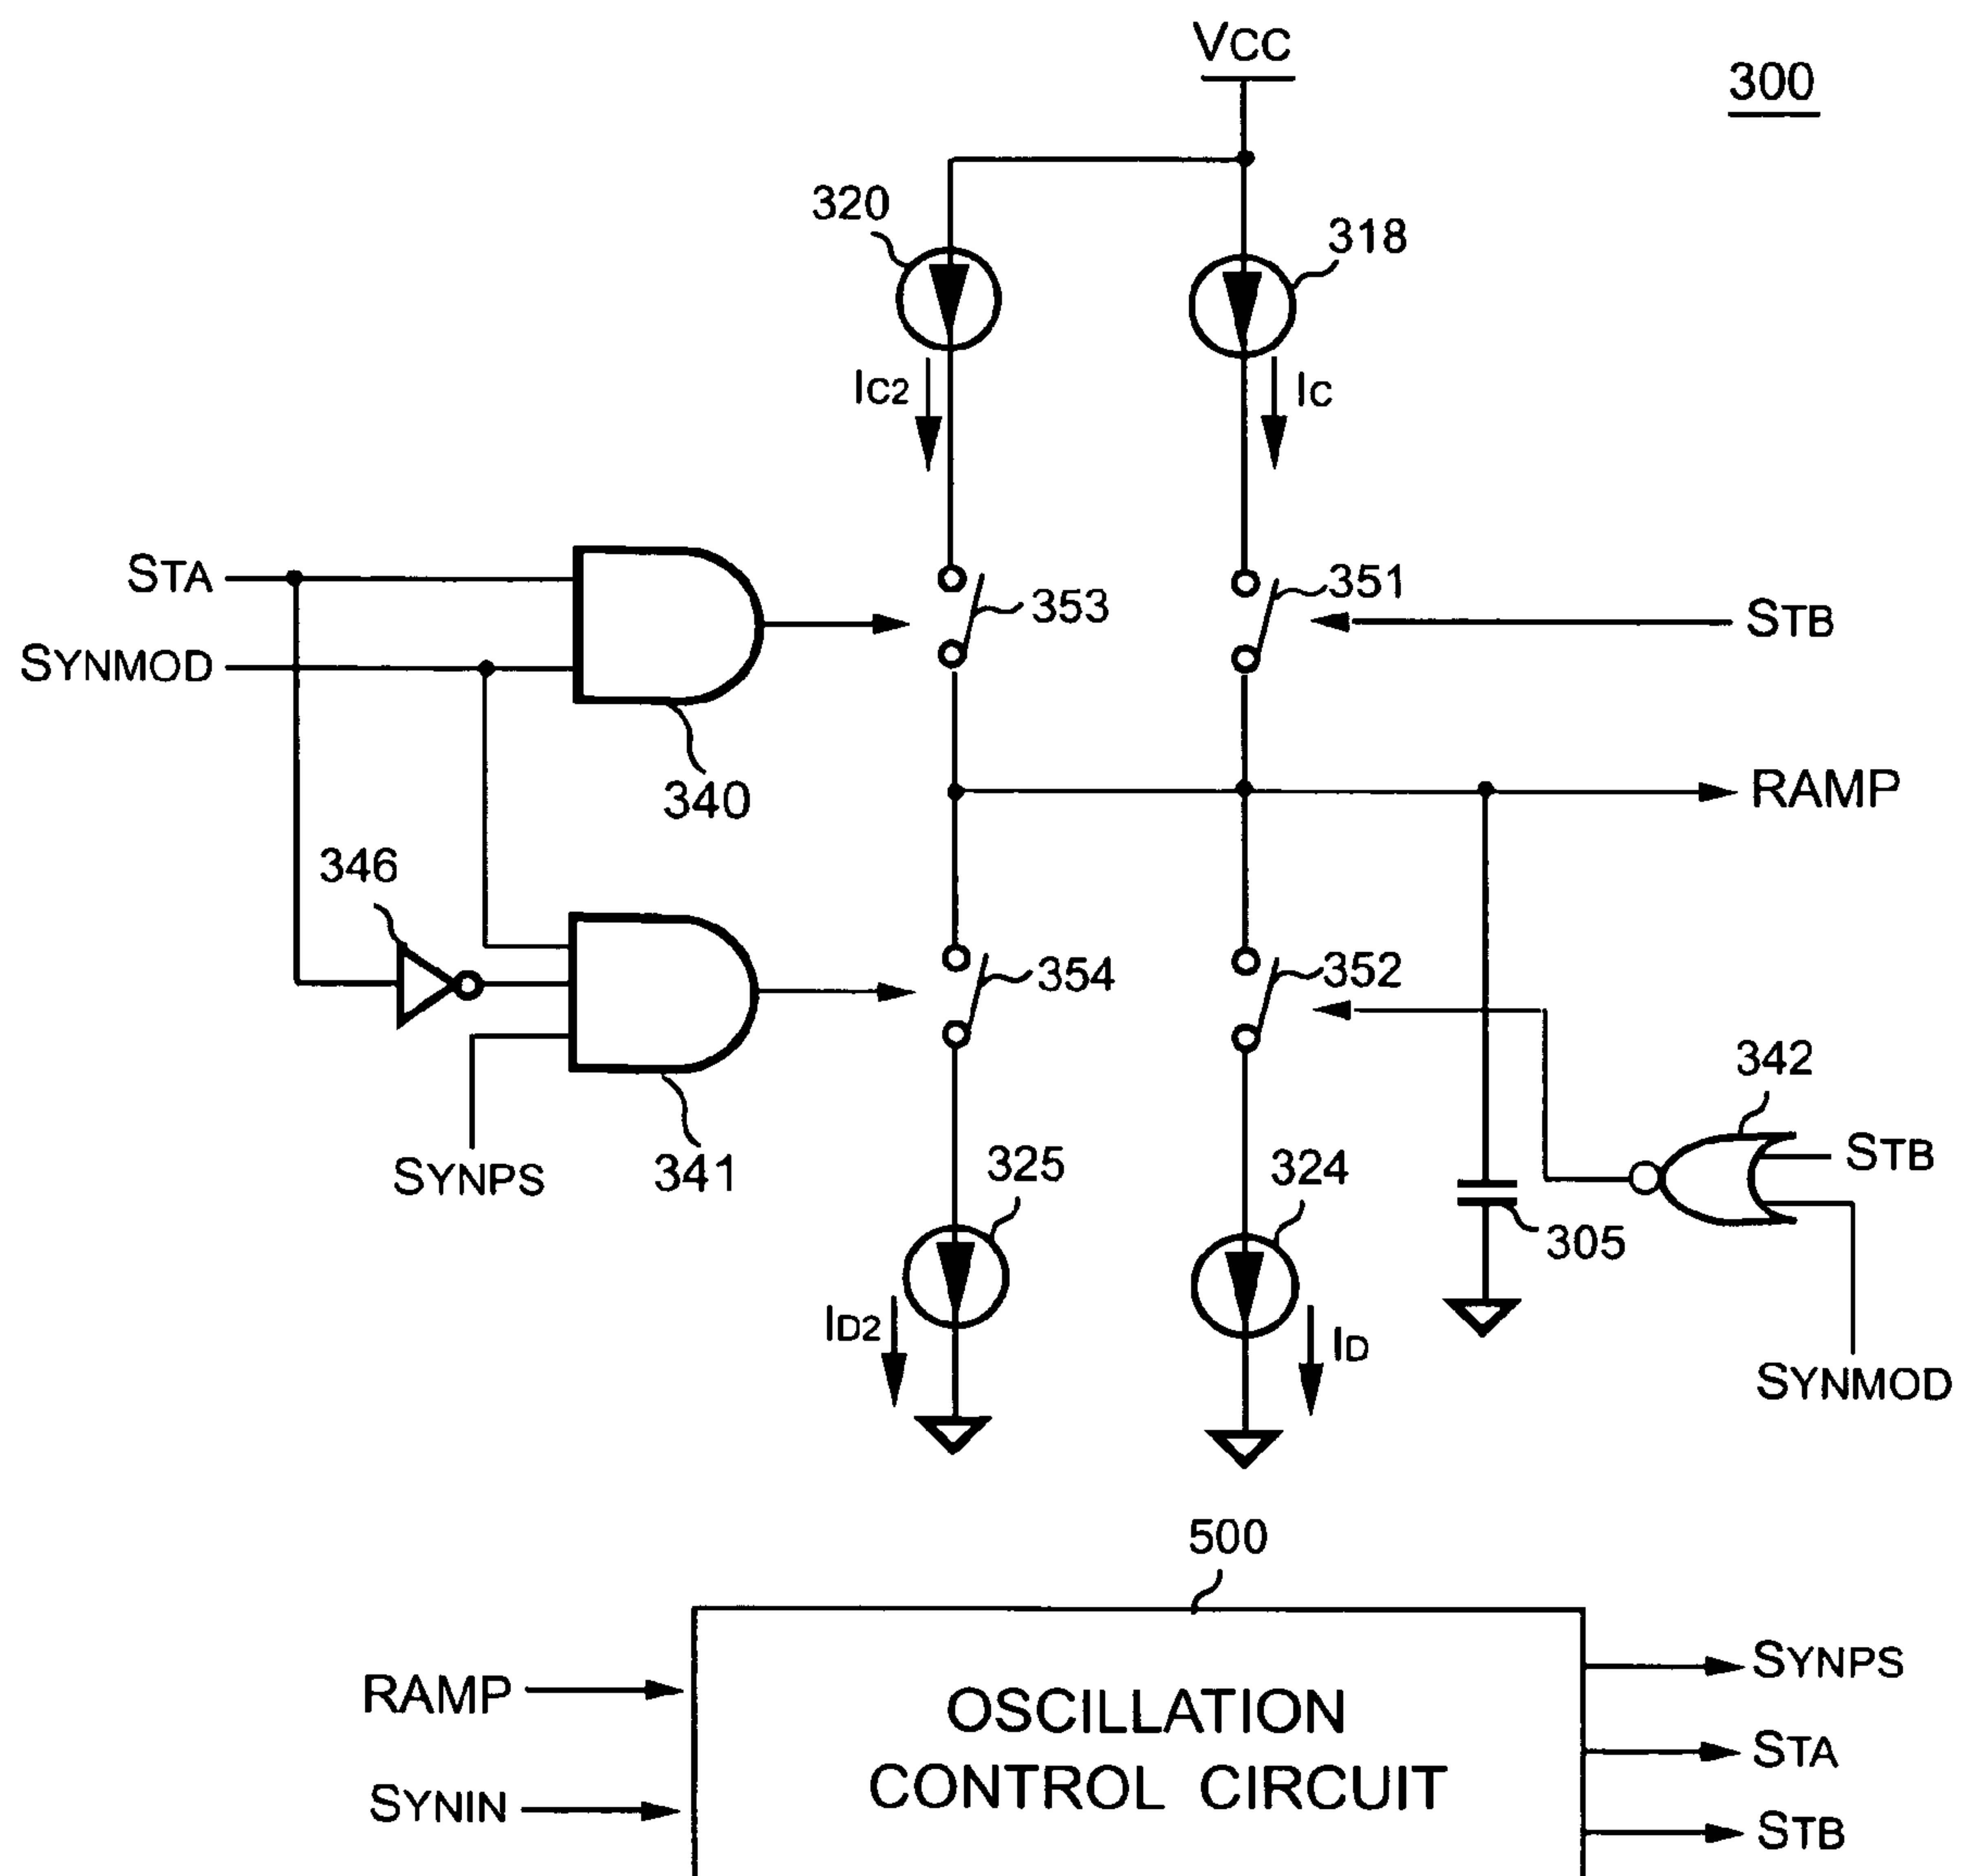 VCC
300
320
318
IC2
IC
STA
353
351
STB
SYNMOD
340
RAMP
346
354
352
342
STB
SYNPS
341
325
324
305
ID2
ID
SYNMOD
500
RAMP
OSCILLATION
CONTROL CIRCUIT
SYNPS
STA
SYNIN
STB